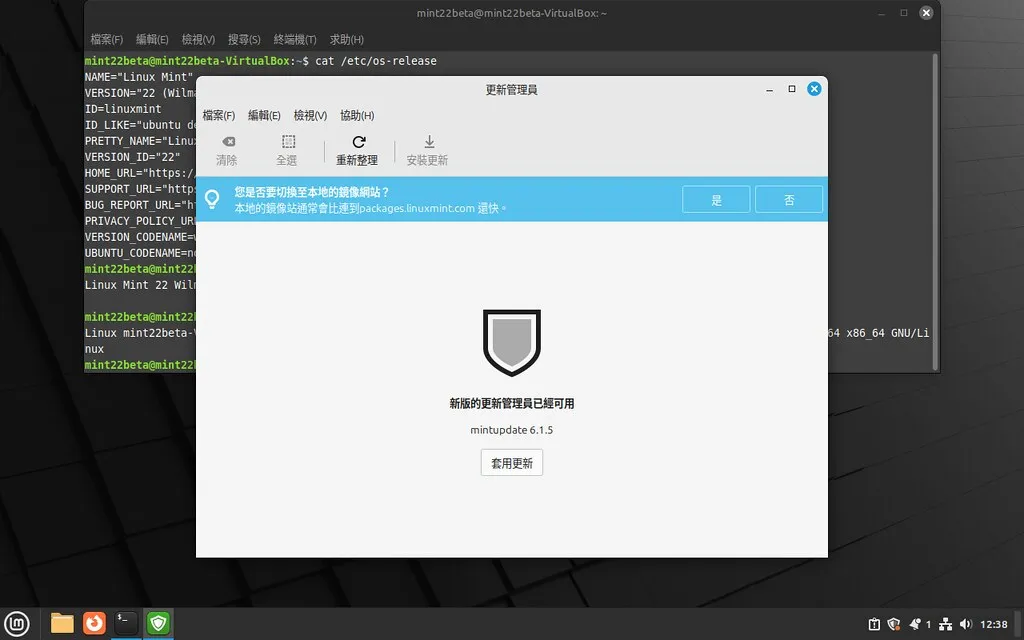 mint22beta@mint22beta-VirtualBox: ~
檔案(F) 編輯(E) 檢視(V) 搜尋(S) 終端機(T) 求助(H)
mint22beta@mint22beta-VirtualBox:~$ cat /etc/os-release
NAME="Linux Mint"
VERSION="22 (Wilma
ID=linuxmint
ID_LIKE="ubuntu
PRETTY_NAME="Linu
VERSION_ID="22"
HOME_URL="https:/
SUPPORT_URL="http
BUG_REPORT_URL="h
PRIVACY_POLICY_UR
VERSION_CODENAME=
UBUNTU_CODENAME=n
mint22beta@mint22
Linux Mint 22 Wil
mint22beta@mint22
Linux mint22beta- 64 x86_64 GNU/Li
nux
mint22beta@mint22
更新管理員
檔案(F) 編輯(E) 檢視(V) 協助(H)
清除 全選 重新整理 安裝更新
您是否要切換至本地的鏡像網站？
本地的鏡像站通常會比連到packages.linuxmint.com 還快。
是 否
新版的更新管理員已經可用
mintupdate 6.1.5
套用更新
1 12:38